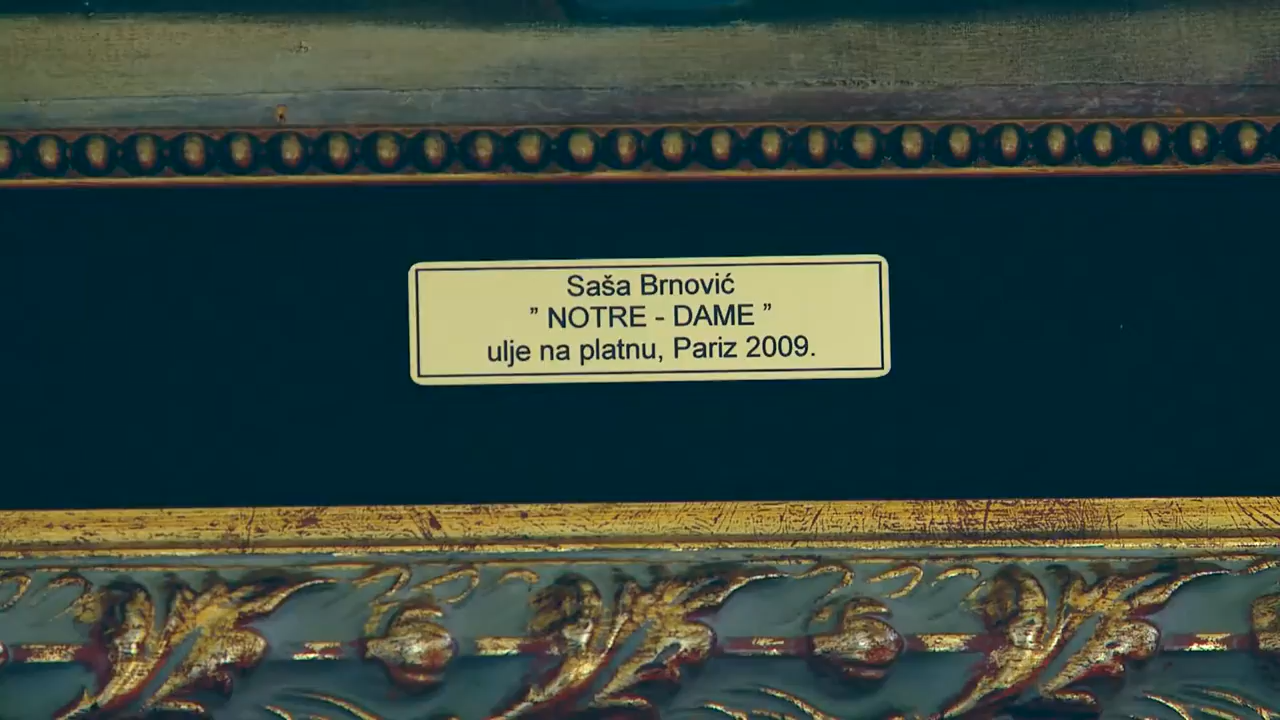 Saša Brnović
” NOTRE - DAME ”
ulje na platnu, Pariz 2009.